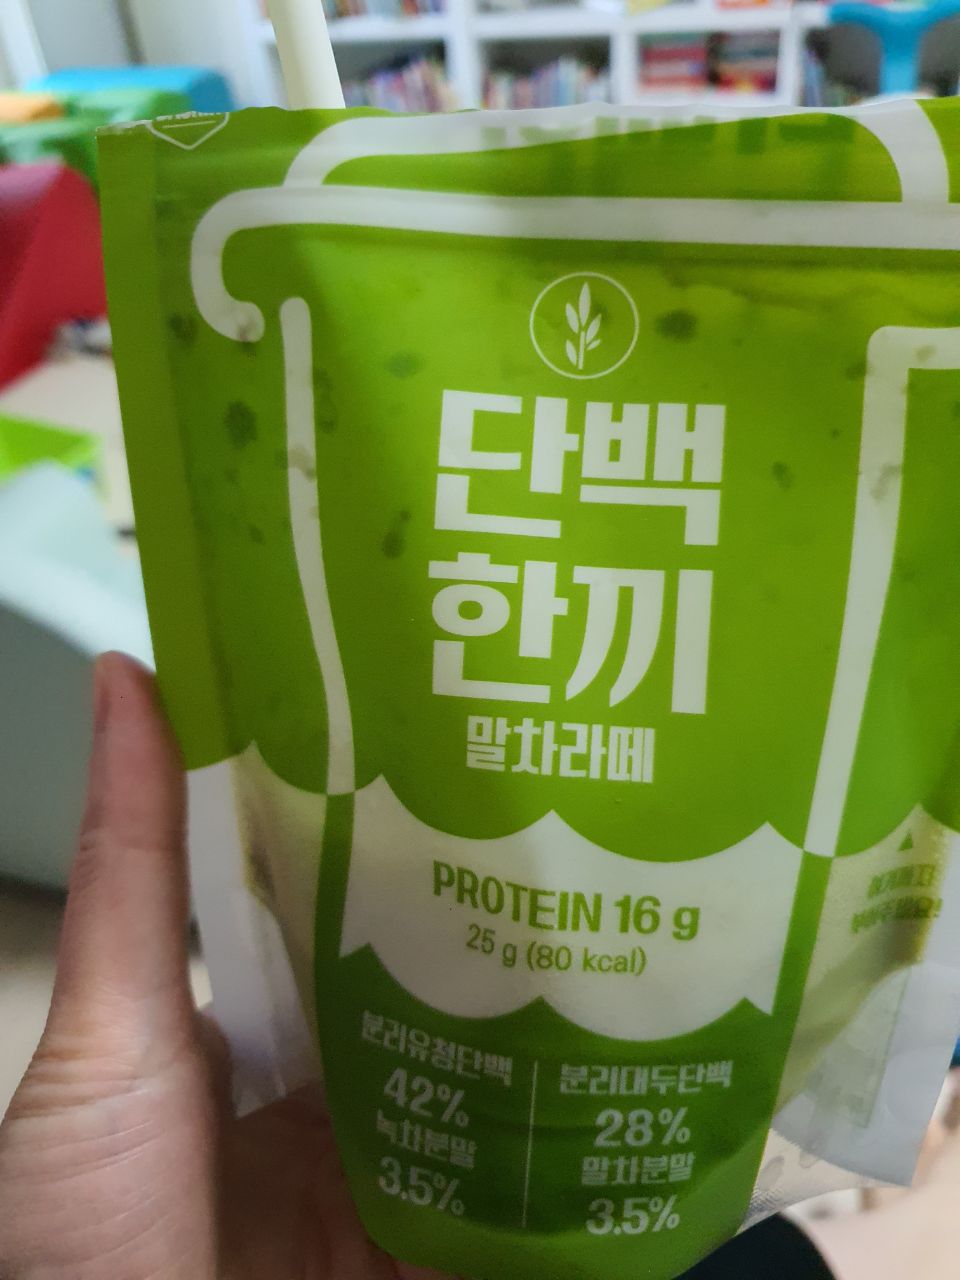 단백
한끼
말차라떼
PROTEIN 16 g
25 g (80 kcal)
분리유청단백
42%
녹차분말
3.5%
분리대두단백
28%
말차분말
3.5%